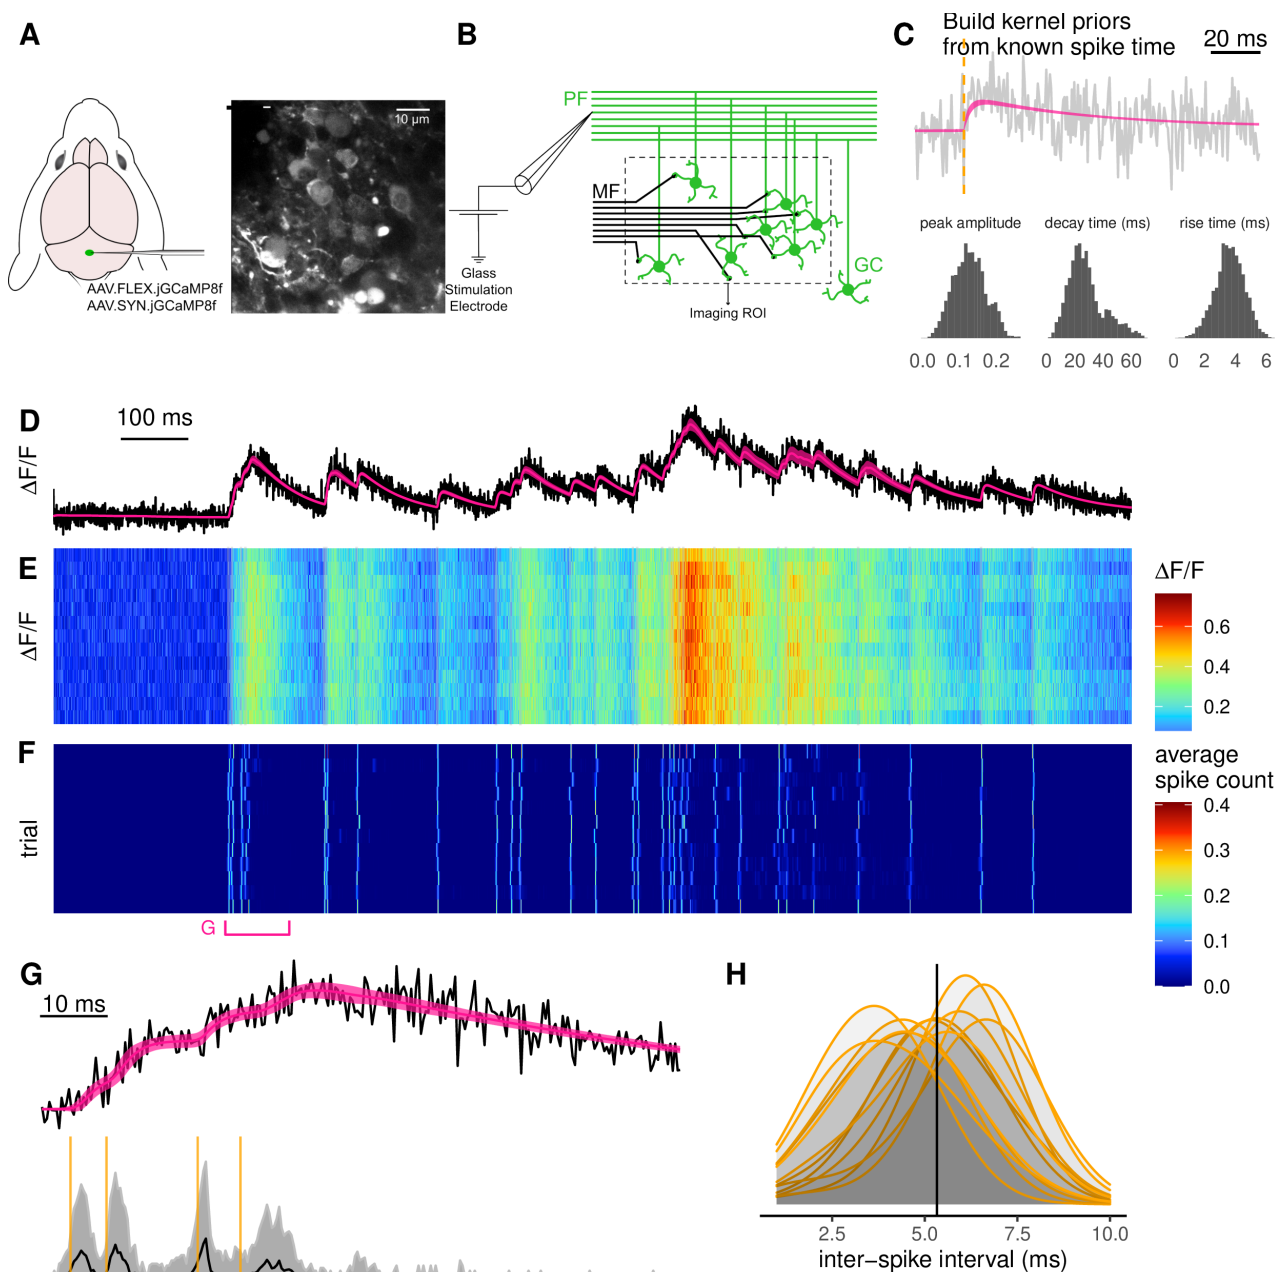 A
AAV.FLEX.jGCaMP8f
AAV.SYN.jGCaMP8f
10 µm
B
PF
MF
GC
Glass
Stimulation
Electrode
Imaging ROI
C
Build kernel priors
from known spike time
20 ms
peak amplitude
decay time (ms)
rise time (ms)
0.0 0.1 0.2
0 20 40 60
0 2 4 6
D
100 ms
ΔF/F
E
ΔF/F
ΔF/F
0.6
0.4
0.2
F
trial
average
spike count
0.4
0.3
0.2
0.1
0.0
G
G
10 ms
H
2.5 5.0 7.5 10.0
inter−spike interval (ms)